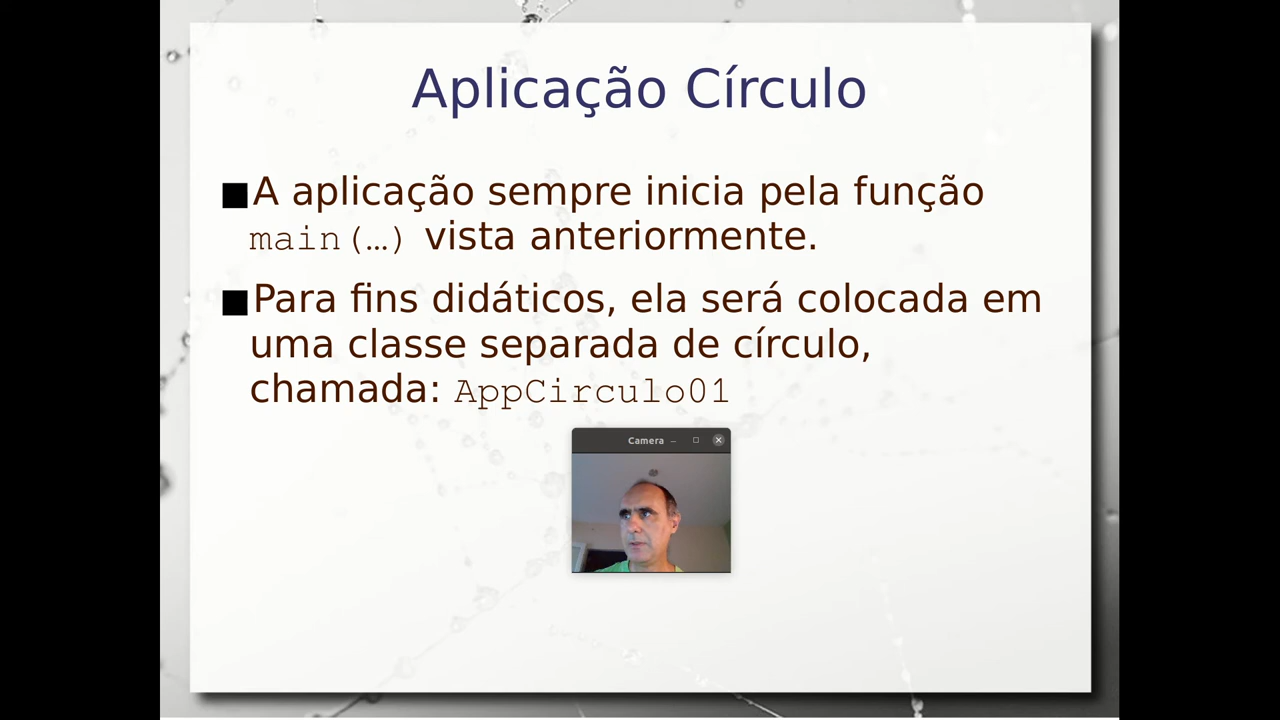 Aplicação Círculo
A aplicação sempre inicia pela função
main(…) vista anteriormente.
Para fins didáticos, ela será colocada em
uma classe separada de círculo,
chamada: AppCirculo01
Camera